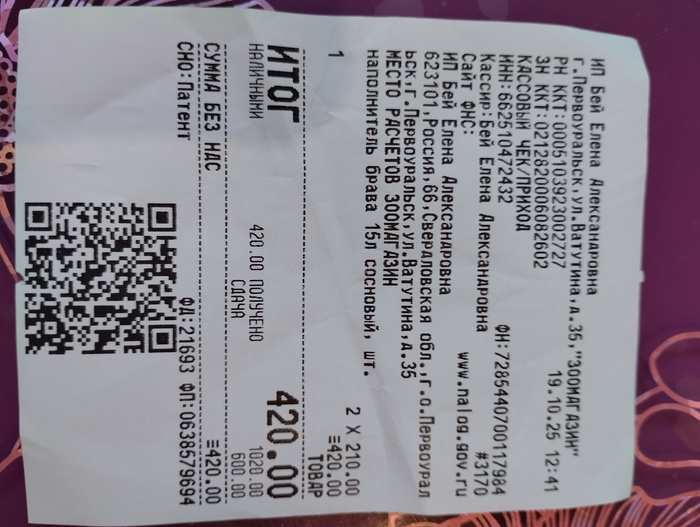 ИП Бей Елена Александровна
г.Первоуральск,ул.Ватутина,д.35,"ЗООМАГАЗИН"
РН ККТ:0005103923002727 19.10.25 12:41
ЗН ККТ:0212820006082602
КАССОВЫЙ ЧЕК/ПРИХОД
ИНН:662510472432 ФН:7285440700117984
Кассир:Бей Елена Александровна #3170
Сайт ФНС: www.nalog.gov.ru
ИП Бей Елена Александровна
623101,Россия,66,Свердловская обл.,г.о.Первоурал
ьск,г.Первоуральск,ул.Ватутина,д.35
МЕСТО РАСЧЕТОВ ЗООМАГАЗИН
наполнитель брава 15л сосновый, шт.
1 2 X 210.00
≡420.00
ТОВАР
ИТОГ 420.00
НАЛИЧНЫМИ 420.00 ПОЛУЧЕНО 1020.00
СДАЧА 600.00
СУММА БЕЗ НДС ≡420.00
СНО:Патент ФД:21693 ФП:0638579694